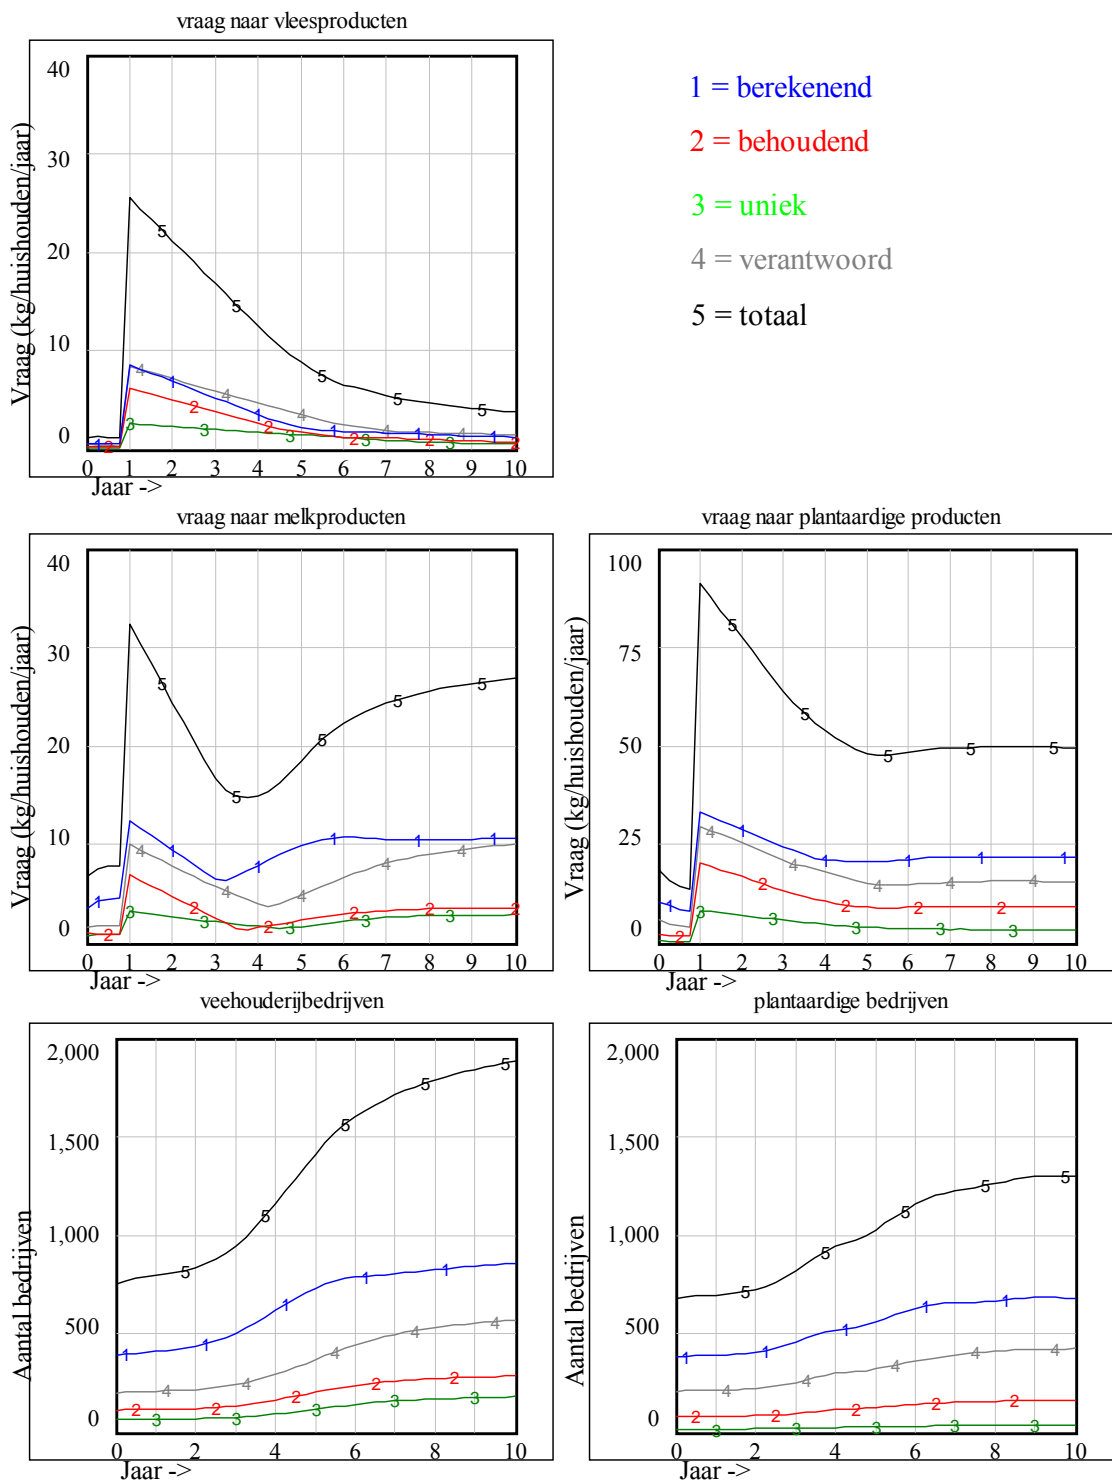 vraag naar vleesproducten
40
30
20
10
0
Vraag (kg/huishouden/jaar)
0 1 2 3 4 5 6 7 8 9 10
Jaar ->
1 = berekenend
2 = behoudend
3 = uniek
4 = verantwoord
5 = totaal
vraag naar melkproducten
40
30
20
10
0
Vraag (kg/huishouden/jaar)
0 1 2 3 4 5 6 7 8 9 10
Jaar ->
vraag naar plantaardige producten
100
75
50
25
0
Vraag (kg/huishouden/jaar)
0 1 2 3 4 5 6 7 8 9 10
Jaar ->
veehouderijbedrijven
2,000
1,500
1,000
500
0
Aantal bedrijven
0 2 4 6 8 10
Jaar ->
plantaardige bedrijven
2,000
1,500
1,000
500
0
Aantal bedrijven
0 2 4 6 8 10
Jaar ->